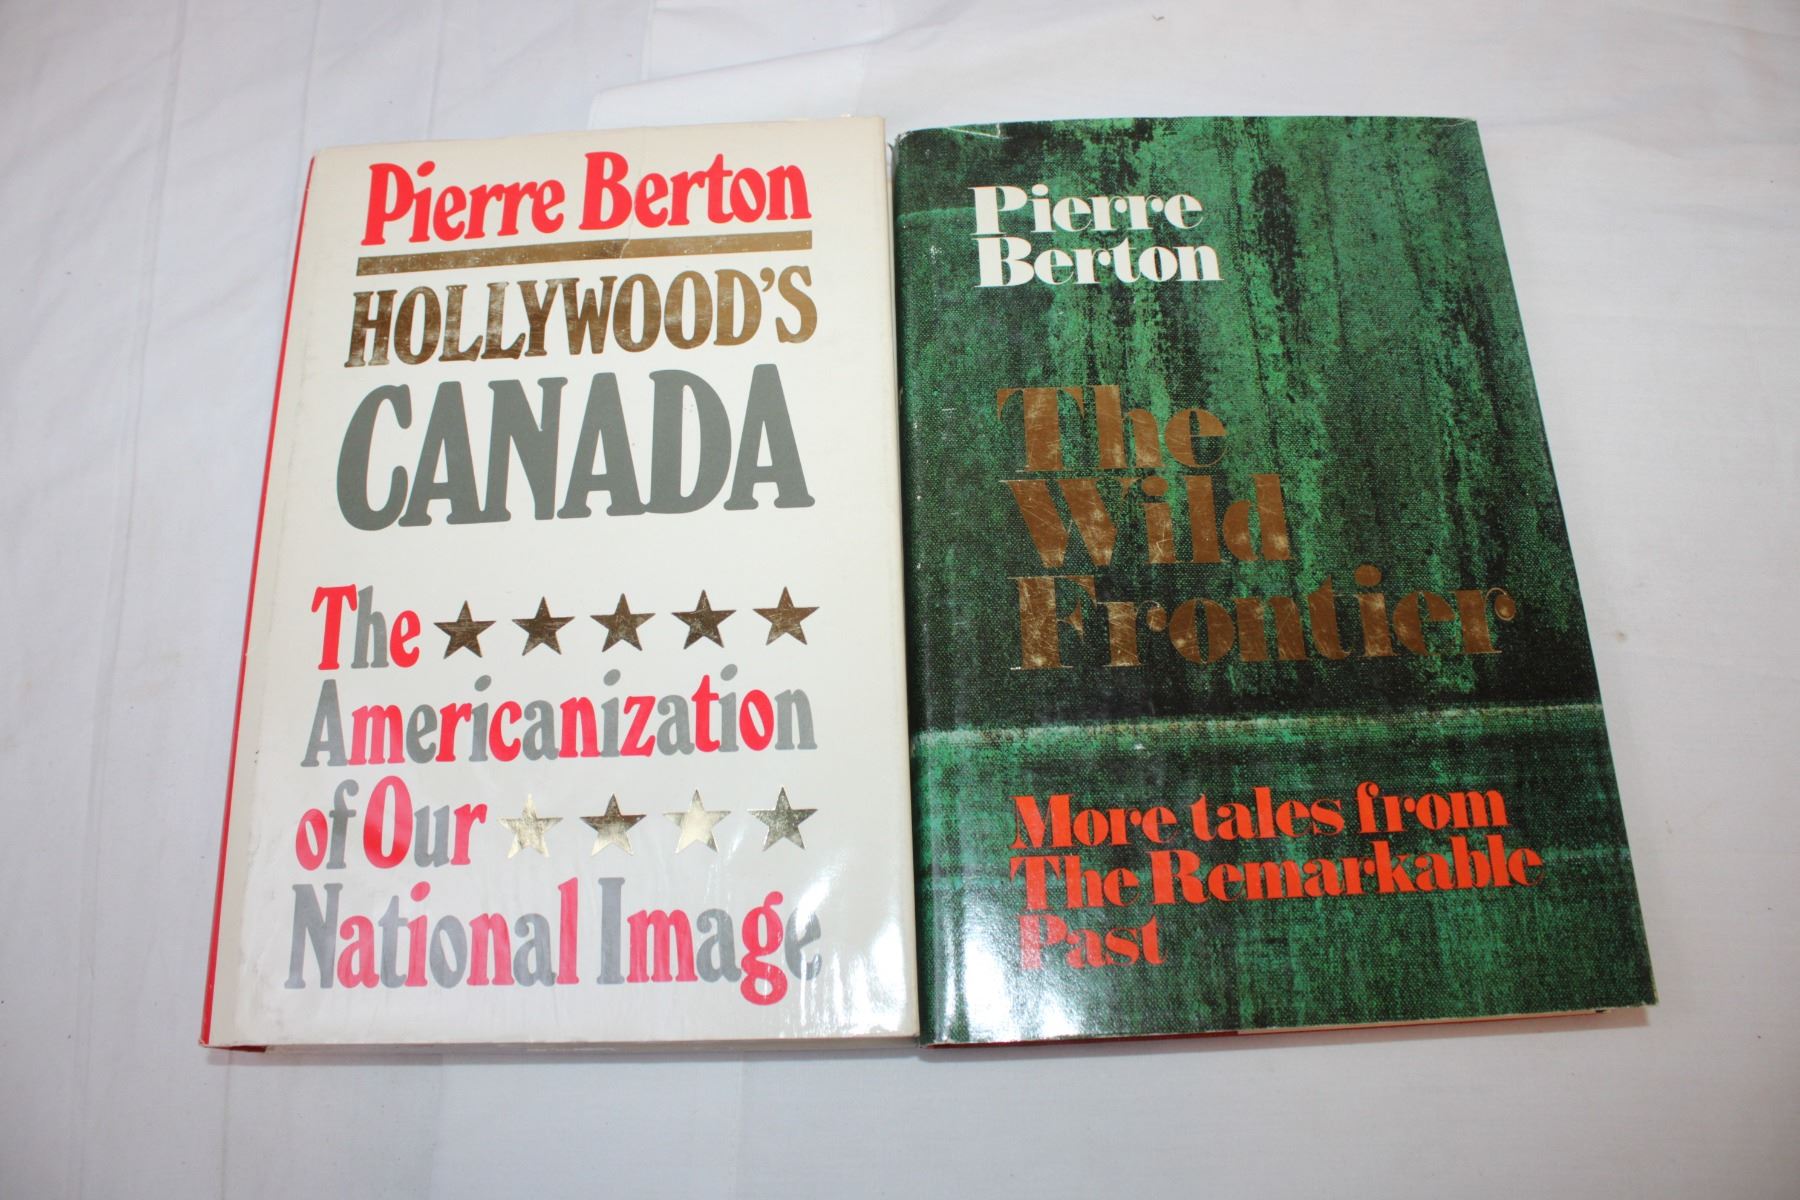 Pierre Berton
HOLLYWOOD'S
CANADA
The
Americanization
of Our
National Image
Pierre
Berton
The
Wild
Frontier
More tales from
The Remarkable
Past